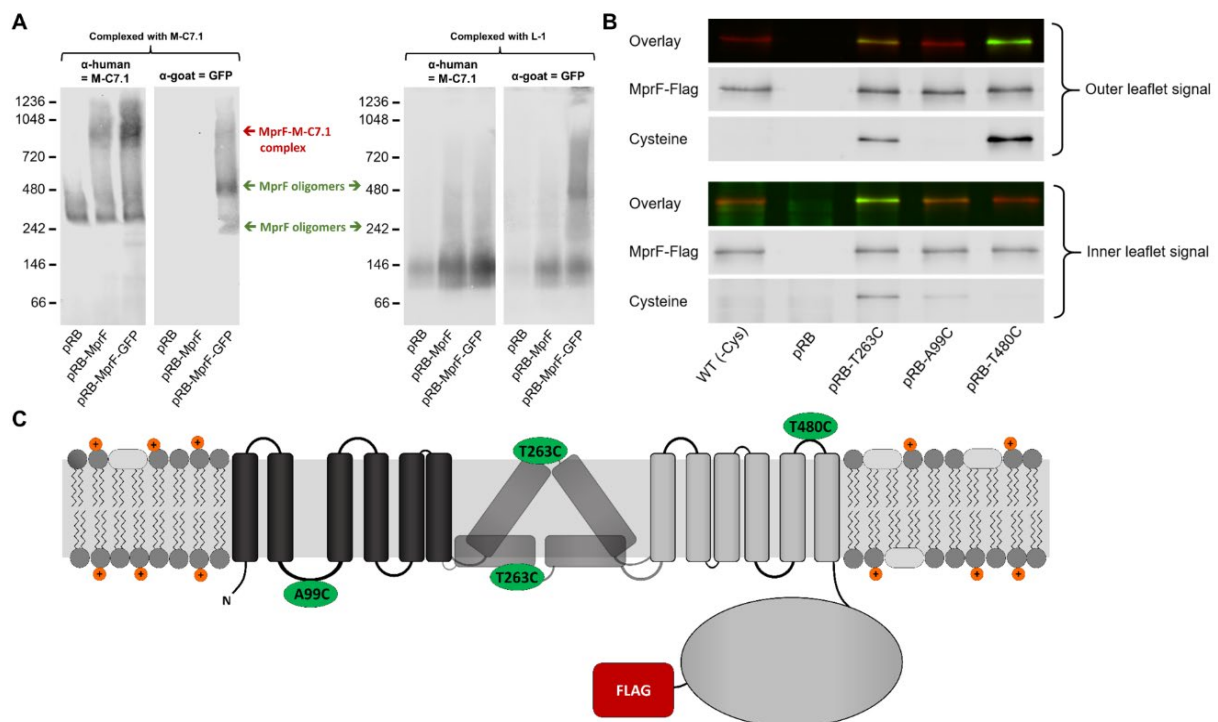 A
Complexed with M-C7.1
α-human
= M-C7.1
α-goat = GFP
1236
1048
720
480
242
146
66
pRB
pRB-MprF
pRB-MprF-GFP
pRB
pRB-MprF
pRB-MprF-GFP
MprF-M-C7.1
complex
MprF oligomers
MprF oligomers
Complexed with L-1
α-human
= M-C7.1
α-goat = GFP
1236
1048
720
480
242
146
66
pRB
pRB-MprF
pRB-MprF-GFP
pRB
pRB-MprF
pRB-MprF-GFP
B
Overlay
MprF-Flag
Cysteine
Outer leaflet signal
Overlay
MprF-Flag
Cysteine
Inner leaflet signal
WT (-Cys)
pRB
pRB-T263C
pRB-A99C
pRB-T480C
C
T263C
T480C
A99C
T263C
N
FLAG